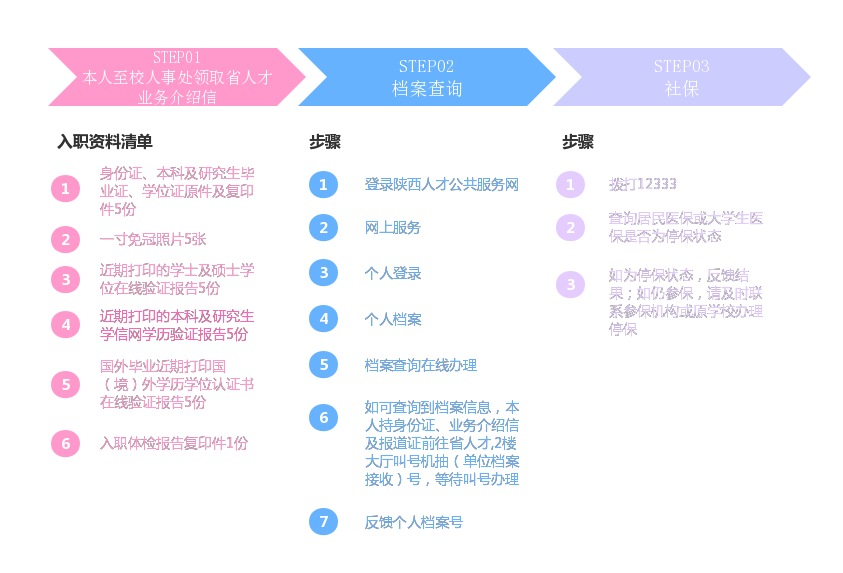 STEP01
本人至校人事处领取省人才
业务介绍信
STEP02
档案查询
STEP03
社保
入职资料清单
1
身份证、本科及研究生毕
业证、学位证原件及复印
件5份
2
一寸免冠照片5张
3
近期打印的学士及硕士学
位在线验证报告5份
4
近期打印的本科及研究生
学信网学历验证报告5份
5
国外毕业近期打印国
（境）外学历学位认证书
在线验证报告5份
6
入职体检报告复印件1份
步骤
1
登录陕西人才公共服务网
2
网上服务
3
个人登录
4
个人档案
5
档案查询在线办理
6
如可查询到档案信息，本
人持身份证、业务介绍信
及报道证前往省人才,2楼
大厅叫号机抽（单位档案
接收）号，等待叫号办理
7
反馈个人档案号
步骤
1
拨打12333
2
查询居民医保或大学生医
保是否为停保状态
3
如为停保状态，反馈结
果；如仍参保，请及时联
系参保机构或原学校办理
停保